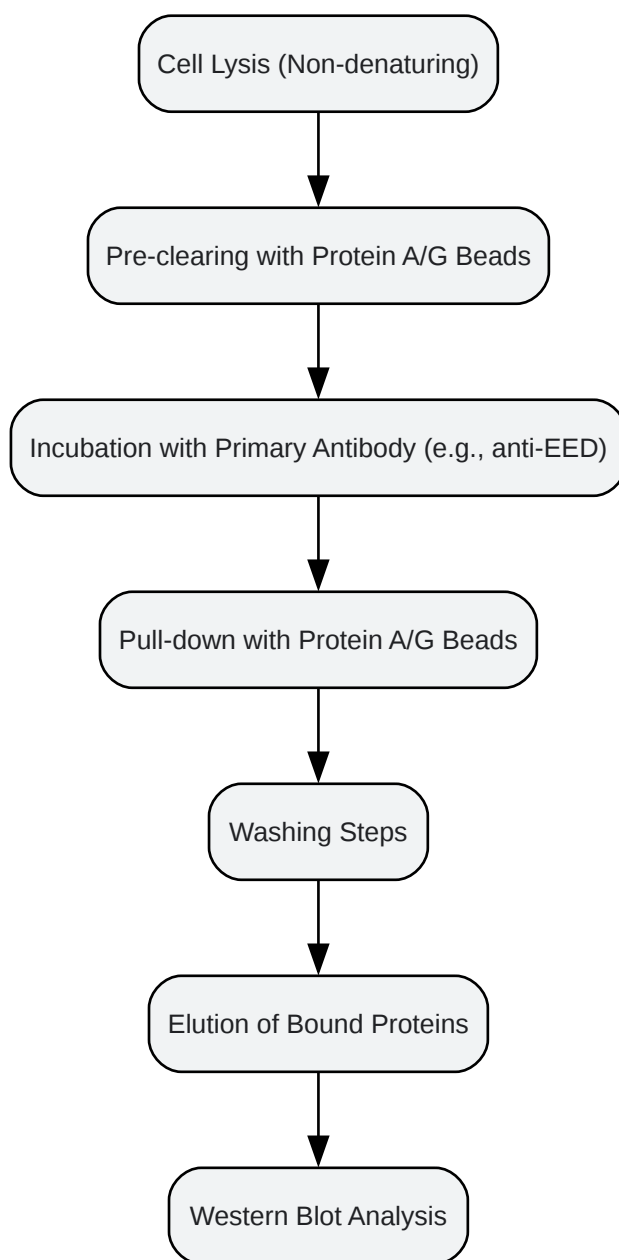 Cell Lysis (Non-denaturing)
Pre-clearing with Protein A/G Beads
Incubation with Primary Antibody (e.g., anti-EED)
Pull-down with Protein A/G Beads
Washing Steps
Elution of Bound Proteins
Western Blot Analysis